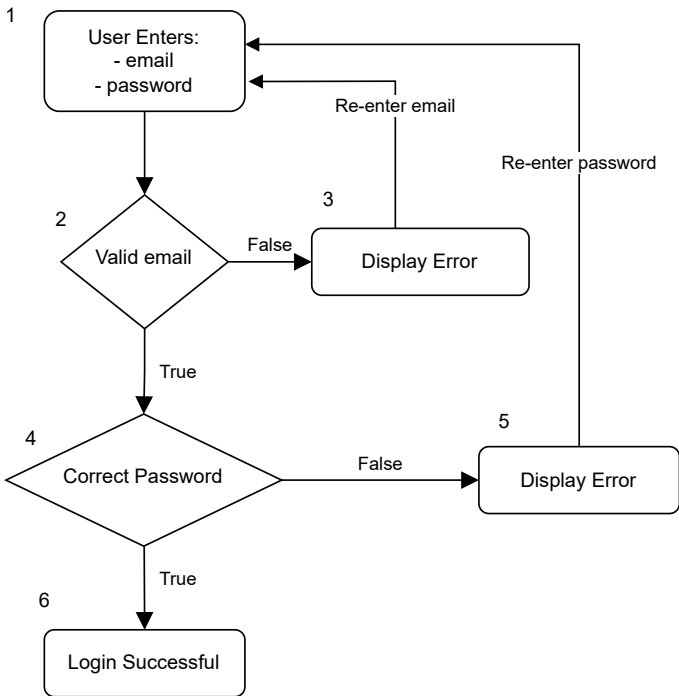 1
User Enters:
- email
- password
Re-enter email
Re-enter password
2
Valid email
False
3
Display Error
True
4
Correct Password
False
5
Display Error
True
6
Login Successful